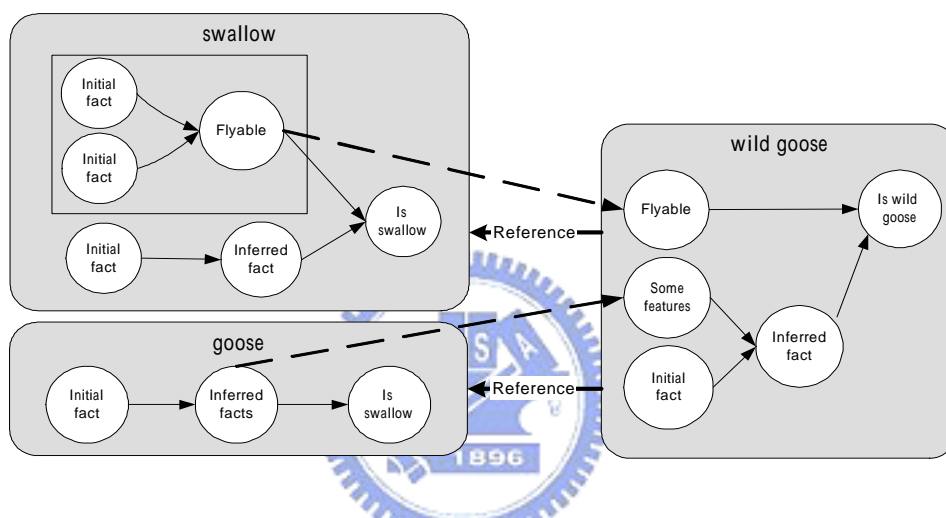 swallow
Initial
fact
Flyable
Initial
fact
Initial
fact
Inferred
fact
Is
swallow
goose
Initial
fact
Inferred
facts
Is
swallow
Reference
Reference
wild goose
Flyable
Is wild
goose
Some
features
Inferred
fact
Initial
fact
S A
1896